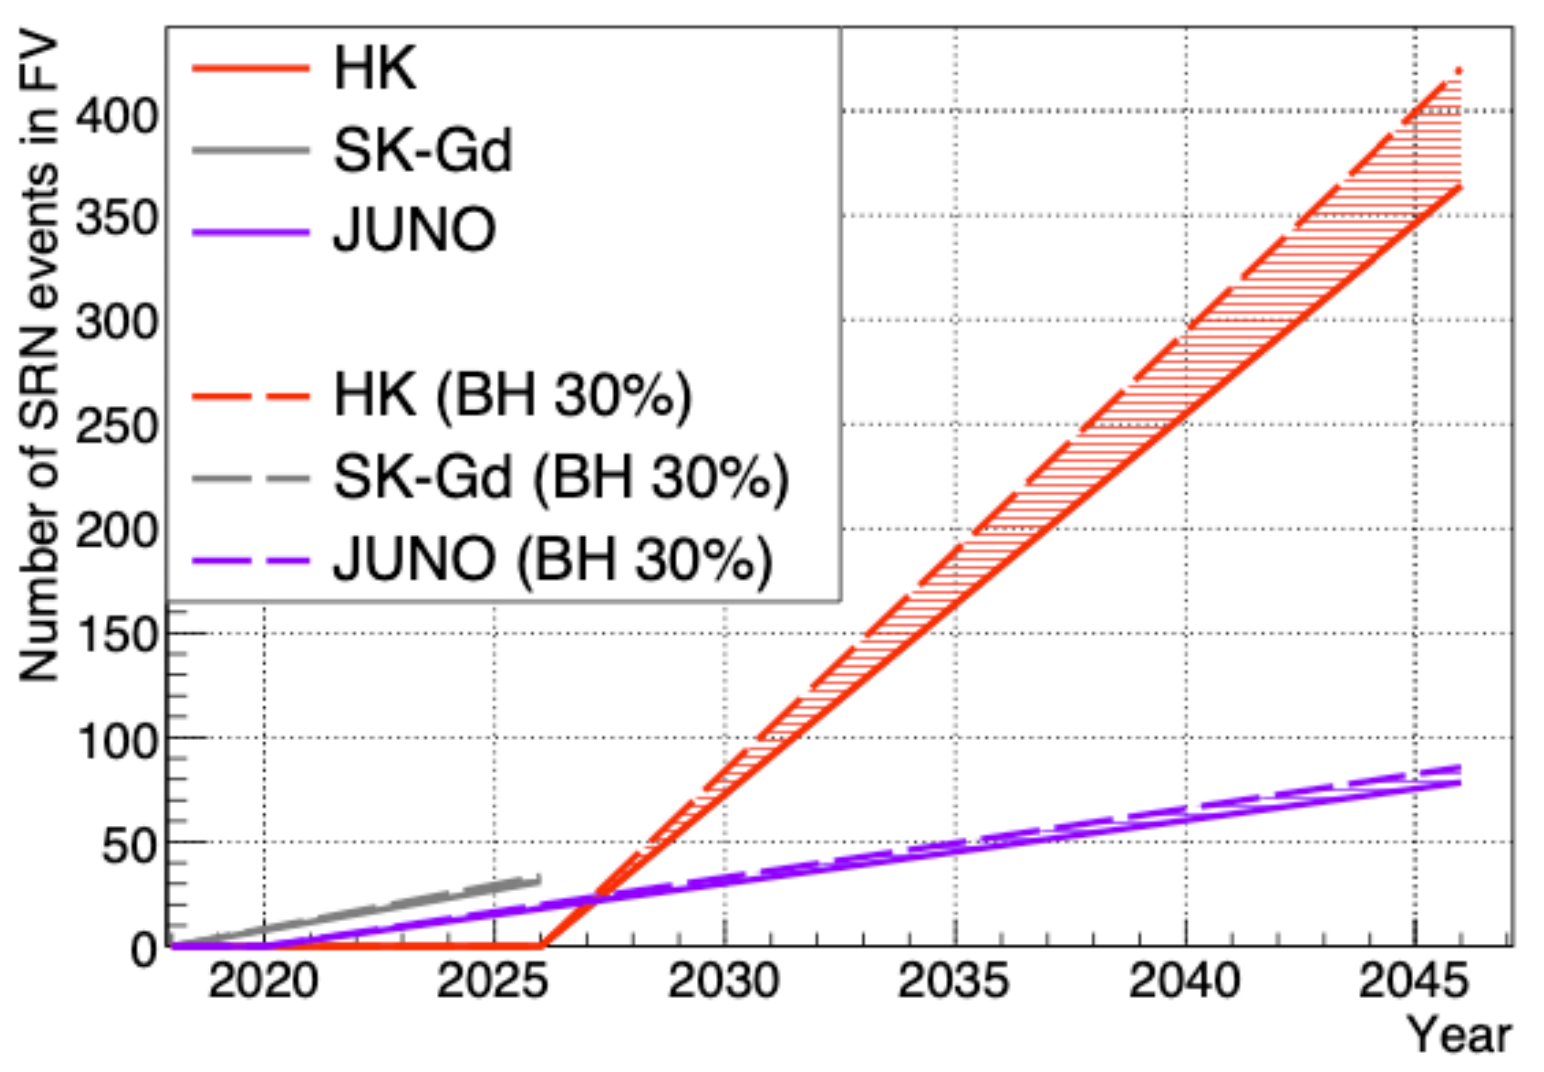 Number of SRN events in FV
HK
SK-Gd
JUNO
HK (BH 30%)
SK-Gd (BH 30%)
JUNO (BH 30%)
400
350
300
250
200
150
100
50
0
2020 2025 2030 2035 2040 2045
Year